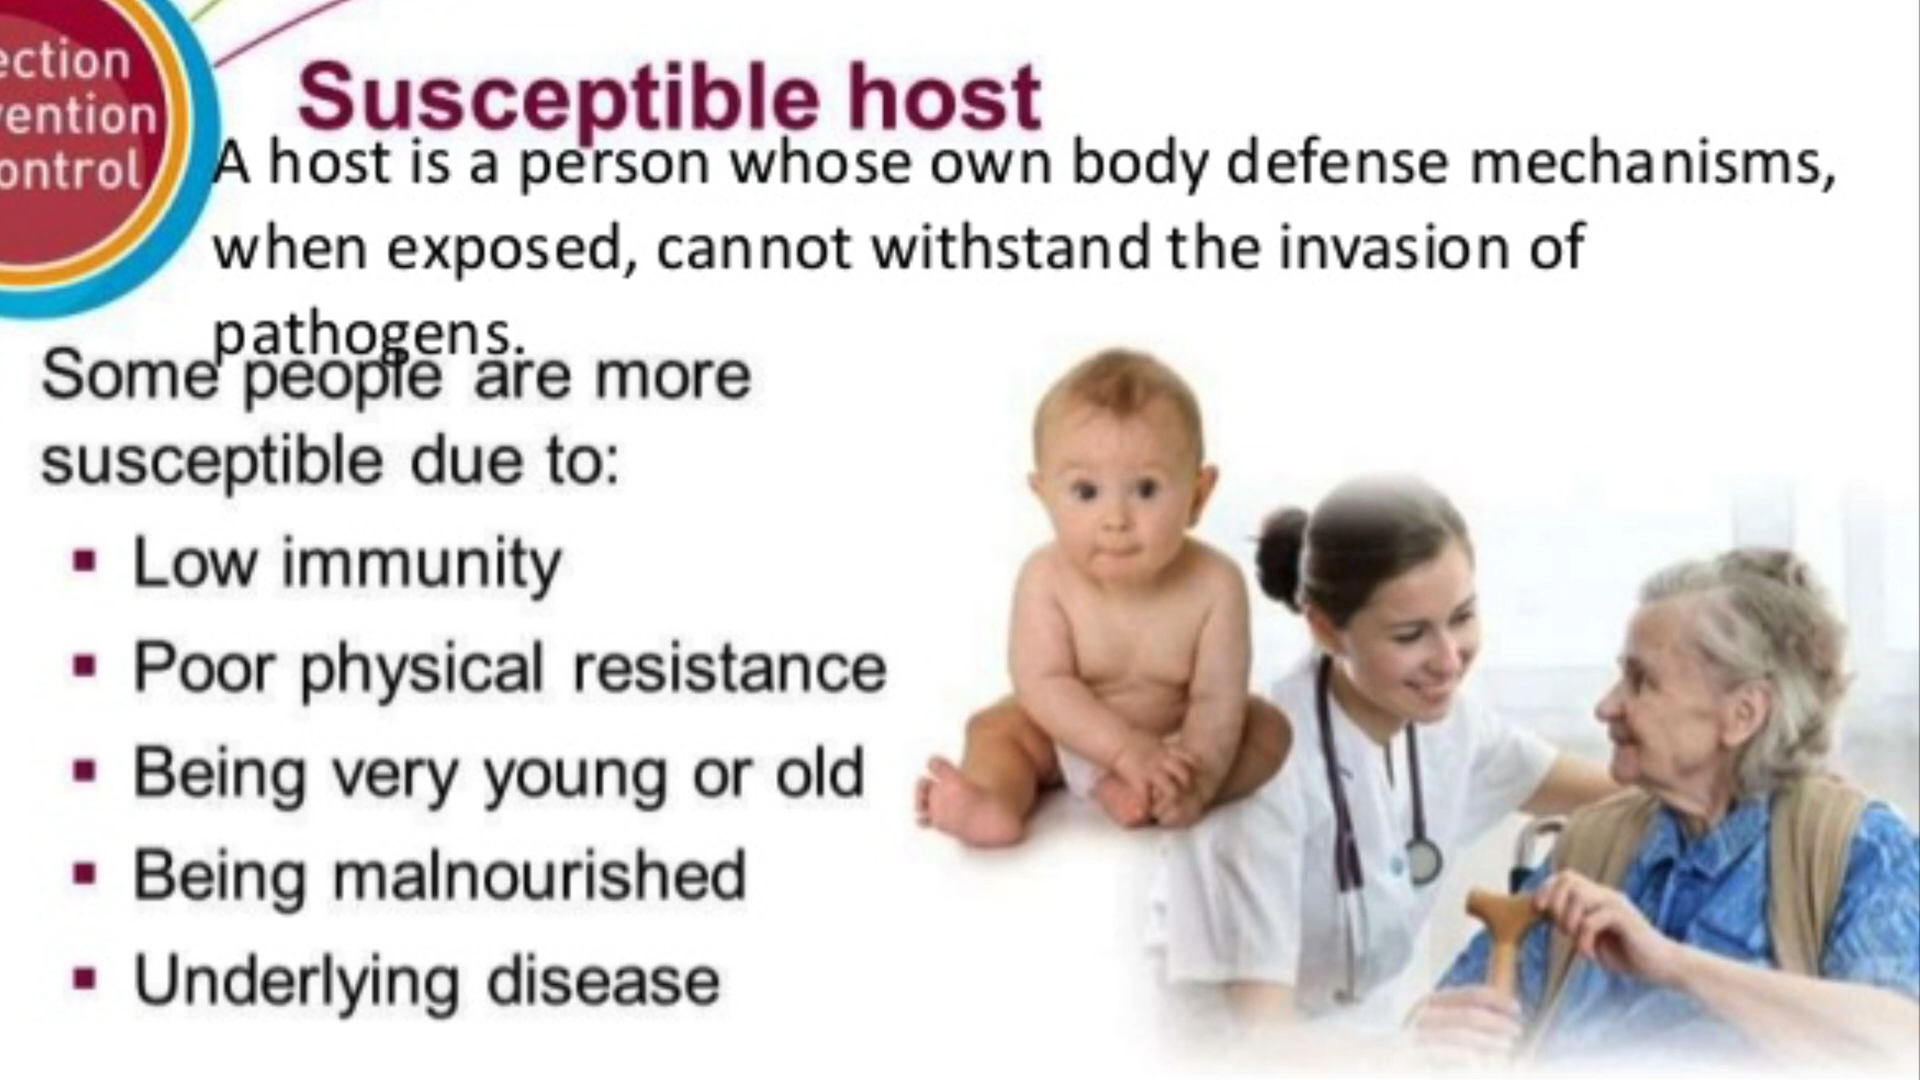 ection
vention
ontrol
Susceptible host
A host is a person whose own body defense mechanisms,
when exposed, cannot withstand the invasion of
pathogens.
Some people are more
susceptible due to:
▪ Low immunity
▪ Poor physical resistance
▪ Being very young or old
▪ Being malnourished
▪ Underlying disease